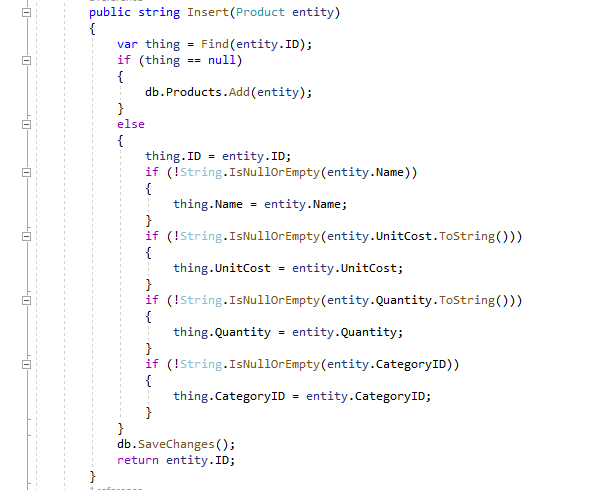 public string Insert(Product entity)
{
var thing = Find(entity.ID);
if (thing == null)
{
db.Products.Add(entity);
}
else
{
thing.ID = entity.ID;
if (!String.IsNullOrEmpty(entity.Name))
{
thing.Name = entity.Name;
}
if (!String.IsNullOrEmpty(entity.UnitCost.ToString()))
{
thing.UnitCost = entity.UnitCost;
}
if (!String.IsNullOrEmpty(entity.Quantity.ToString()))
{
thing.Quantity = entity.Quantity;
}
if (!String.IsNullOrEmpty(entity.CategoryID))
{
thing.CategoryID = entity.CategoryID;
}
}
db.SaveChanges();
return entity.ID;
}